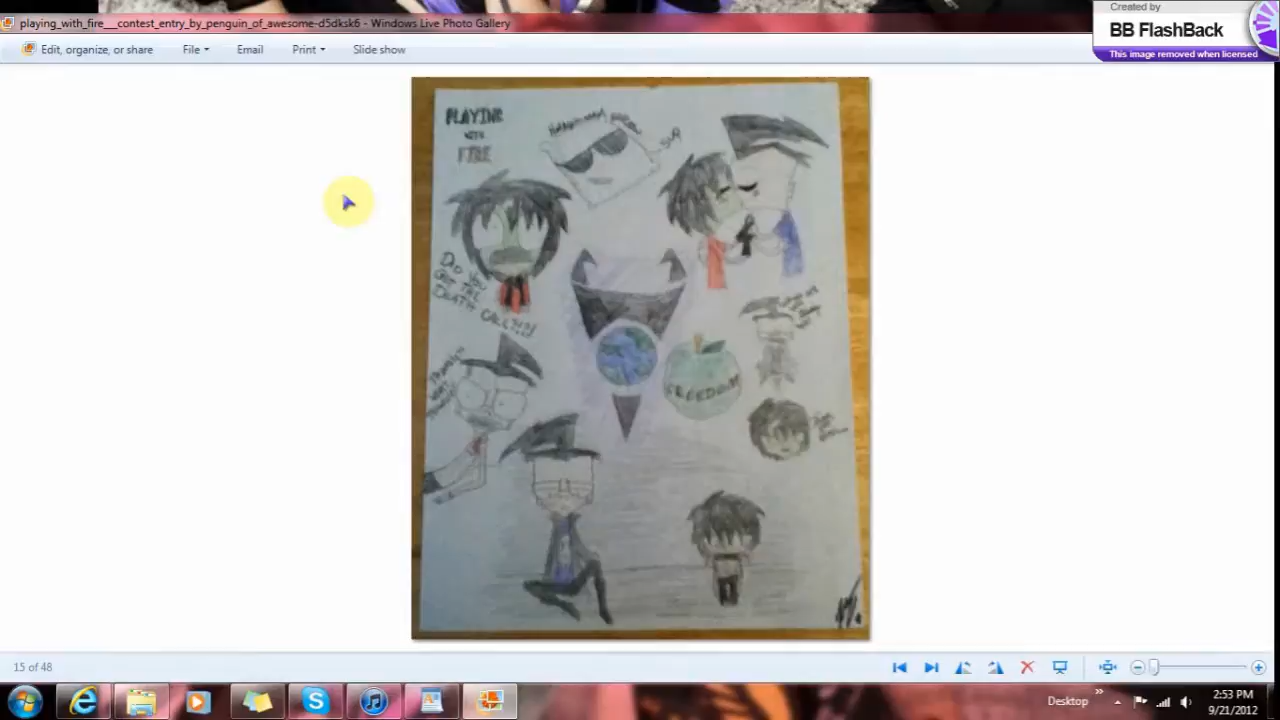 playing_with_fire__contest_entry_by_penguin_of_awesome-d5dksk6 - Windows Live Photo Gallery
Created by
BB FlashBack
This image removed when licensed
Edit, organize, or share
File
Email
Print
Slide show
PLAYING
WITH
FIRE
SUP
DID YOU
GET THE
DEATH CALL?!?!
FREEDOM
15 of 48
Desktop
2:53 PM
9/21/2012